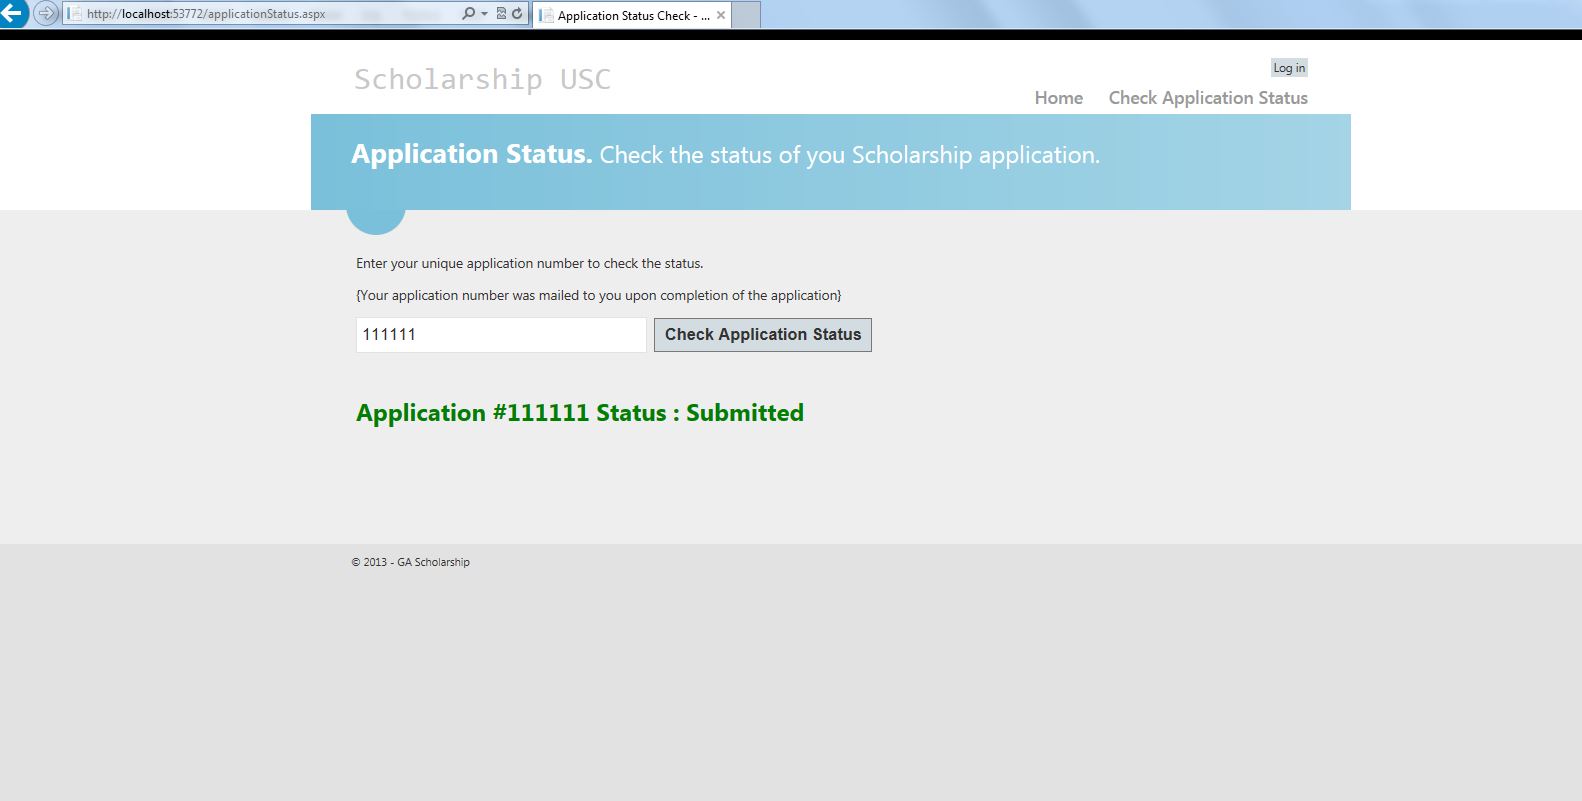 http://localhost:53772/applicationStatus.aspx
Application Status Check - ...
Log in
Scholarship USC
Home Check Application Status
Application Status. Check the status of you Scholarship application.
Enter your unique application number to check the status.
{Your application number was mailed to you upon completion of the application}
111111 Check Application Status
Application #111111 Status : Submitted
© 2013 - GA Scholarship